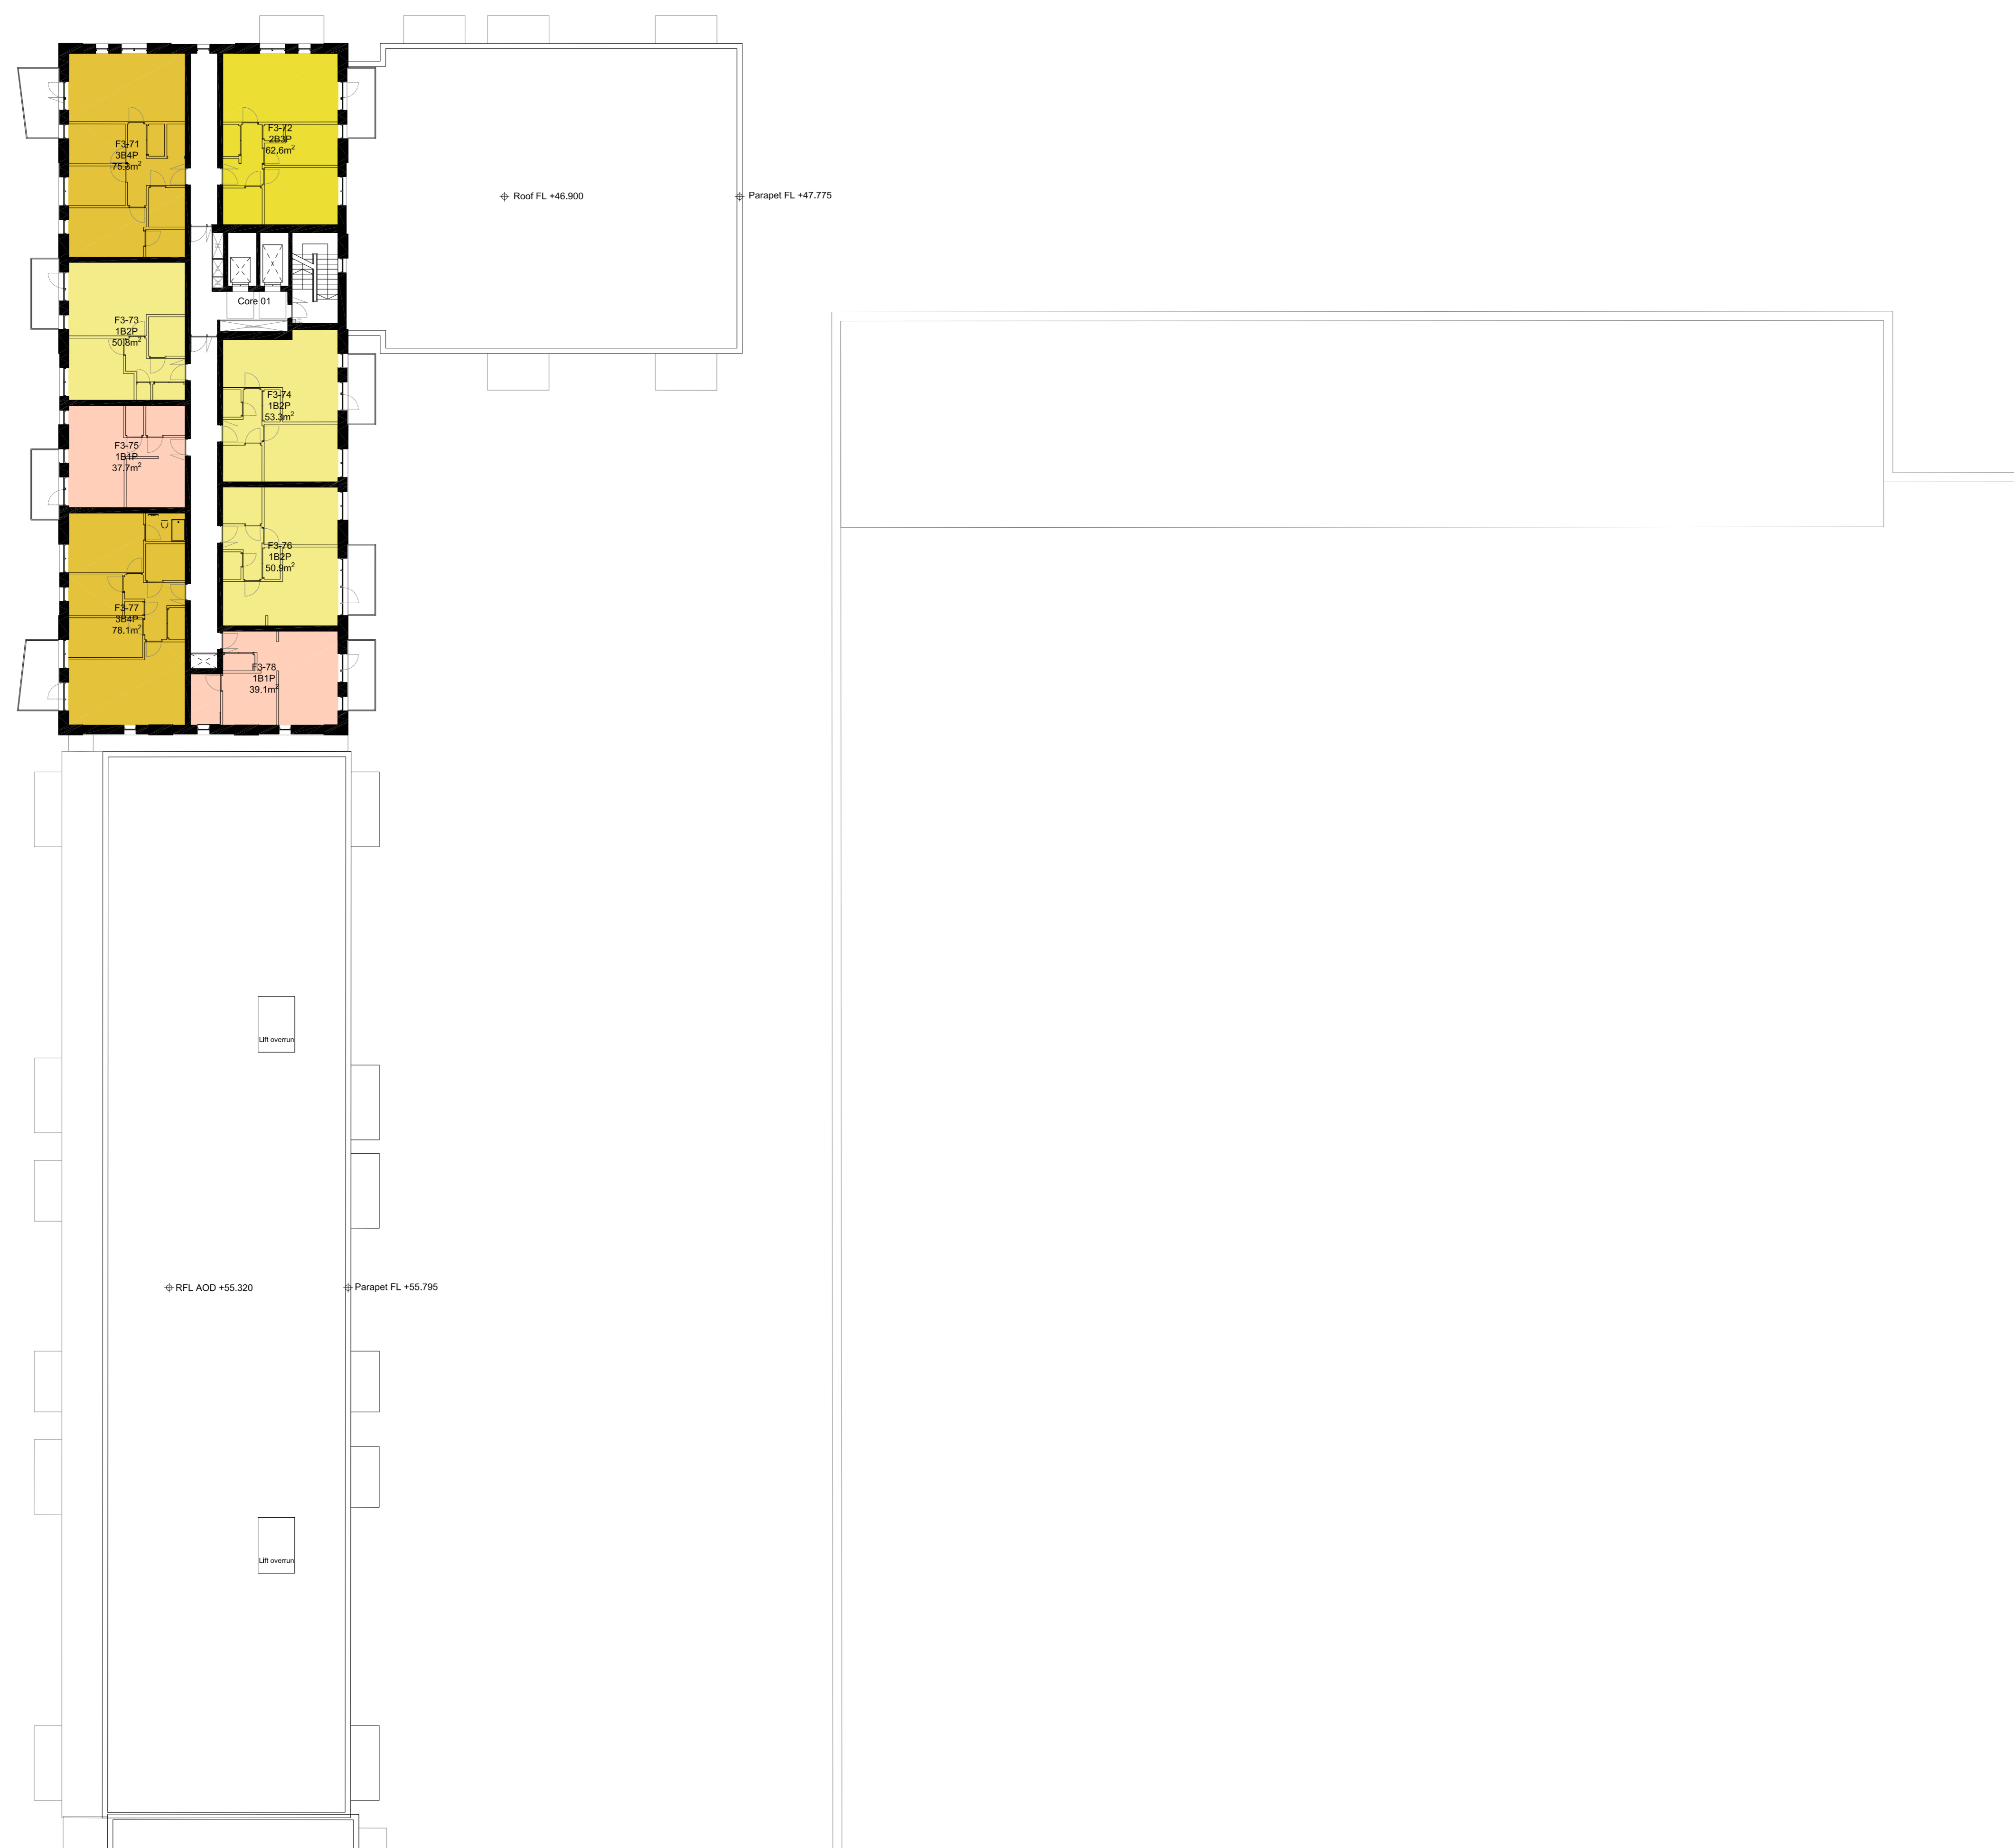 F3-71
3B4P
75.3m²
F3-72
2B3P
62.6m²
Roof FL +46.900
Parapet FL +47.775
Core 01
F3-73
1B2P
50.8m²
F3-74
1B2P
53.3m²
F3-75
1B1P
37.7m²
F3-76
1B2P
50.9m²
F3-77
3B4P
78.1m²
F3-78
1B1P
39.1m²
Lift overrun
RFL AOD +55.320
Parapet FL +55.795
Lift overrun